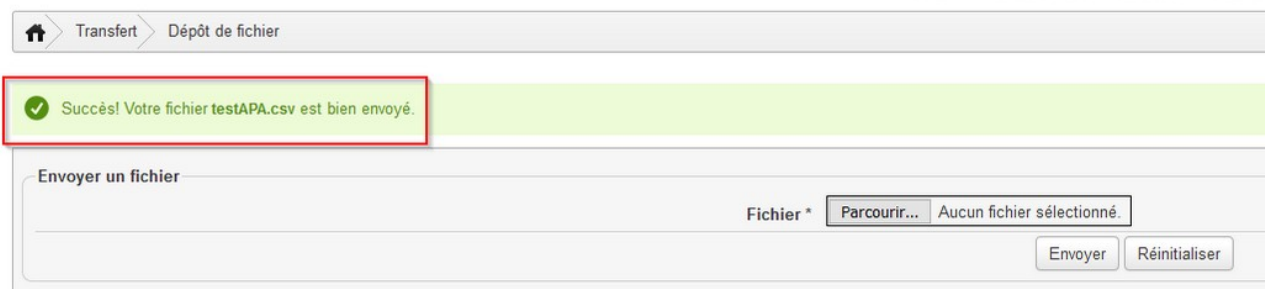 Transfert Dépôt de fichier
Succès! Votre fichier testAPA.csv est bien envoyé.
Envoyer un fichier
Fichier * Parcourir... Aucun fichier sélectionné.
Envoyer Réinitialiser